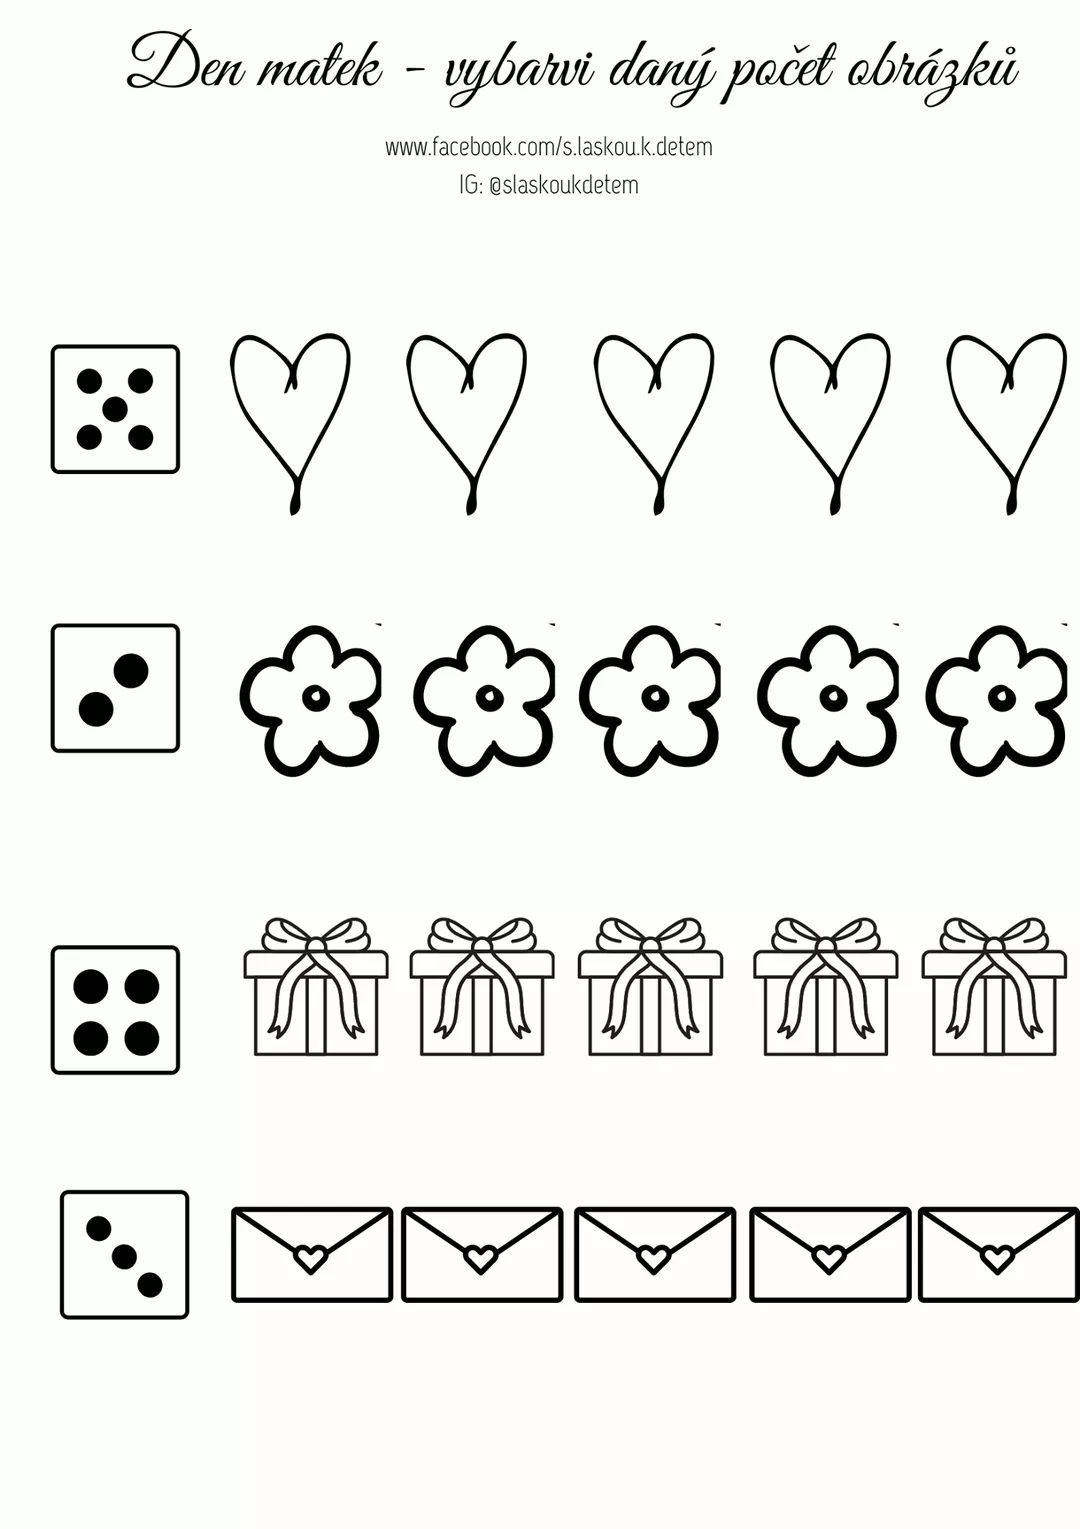 Den matek - vybarvi daný počet obrázků
www.facebook.com/s.laskou.k.detem
IG: @slaskoukdetem